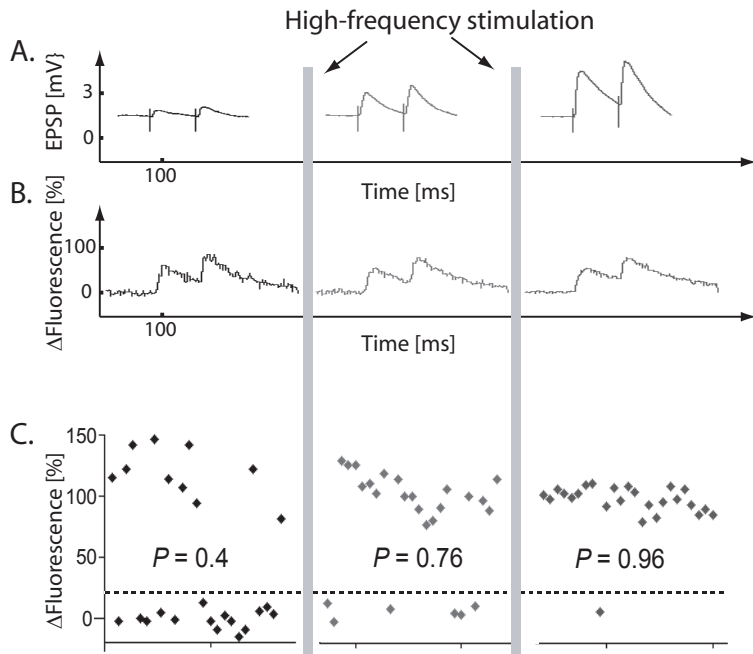 High-frequency stimulation
A.
EPSP [mV}
3
0
100
Time [ms]
B.
ΔFluorescence [%]
100
0
100
Time [ms]
C.
ΔFluorescence [%]
150
100
50
0
P = 0.4
P = 0.76
P = 0.96